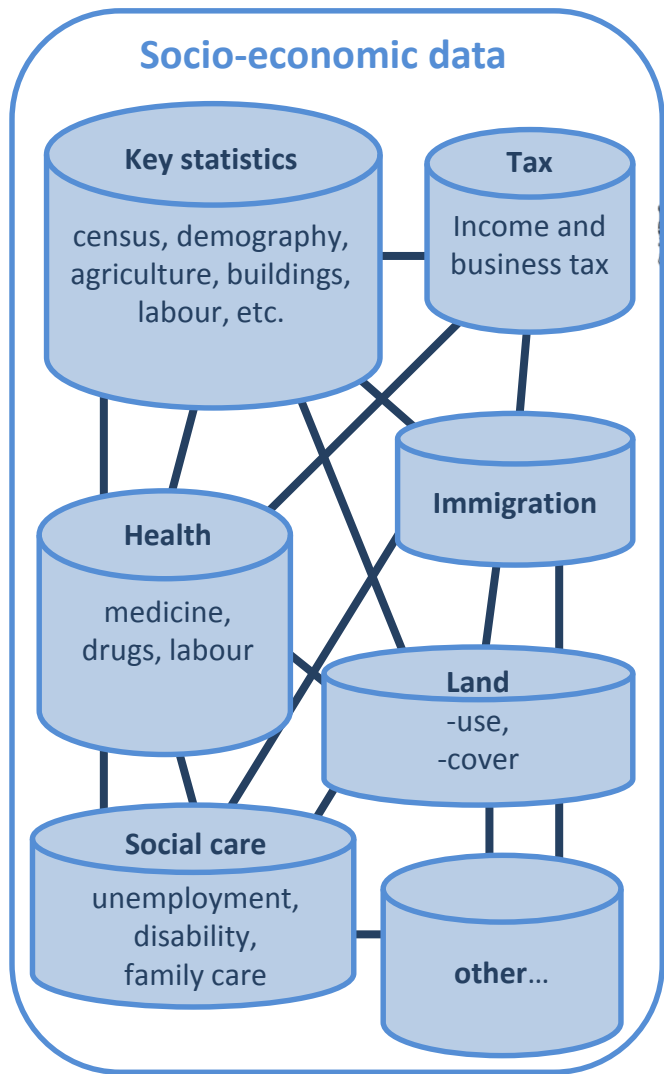 Socio-economic data
Key statistics
census, demography,
agriculture, buildings,
labour, etc.
Tax
Income and
business tax
Immigration
Health
medicine,
drugs, labour
Land
-use,
-cover
Social care
unemployment,
disability,
family care
other...